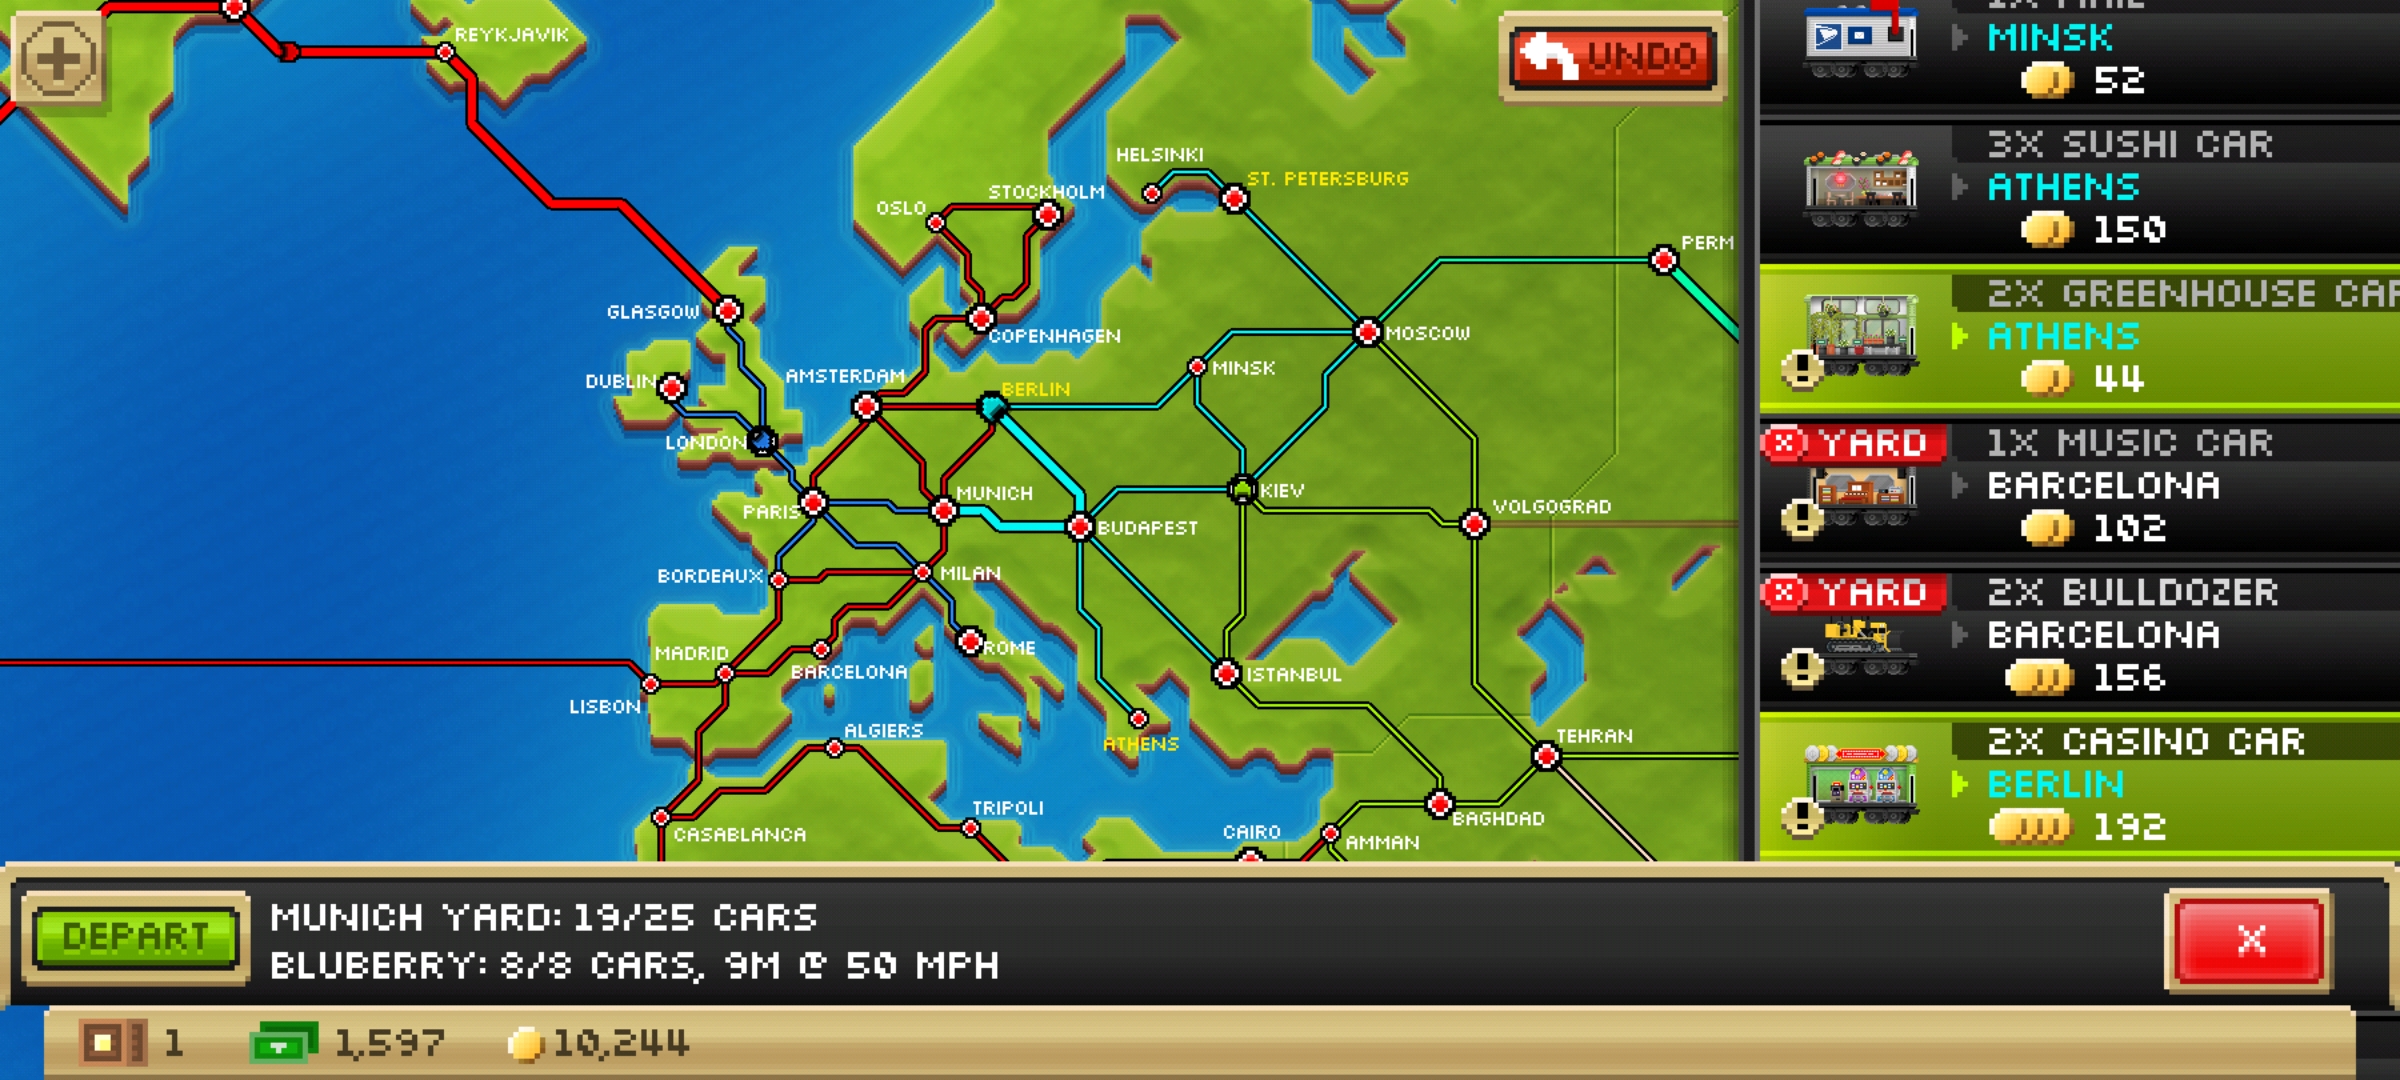 REYKJAVIK
UNDO
HELSINKI
ST. PETERSBURG
STOCKHOLM
OSLO
PERM
GLASGOW
COPENHAGEN
MOSCOW
MINSK
DUBLIN
AMSTERDAM
BERLIN
LONDON
MUNICH
KIEV
PARIS
BUDAPEST
VOLGOGRAD
BORDEAUX
MILAN
ROME
MADRID
BARCELONA
ISTANBUL
LISBON
ALGIERS
ATHENS
TEHRAN
TRIPOLI
CASABLANCA
CAIRO
BAGHDAD
AMMAN
1X MAIL
MINSK
52
3X SUSHI CAR
ATHENS
150
2X GREENHOUSE CAR
ATHENS
44
YARD
1X MUSIC CAR
BARCELONA
102
YARD
2X BULLDOZER
BARCELONA
156
2X CASINO CAR
BERLIN
192
DEPART
MUNICH YARD: 19/25 CARS
BLUBERRY: 8/8 CARS, 9M @ 50 MPH
X
1
1,597
10,244